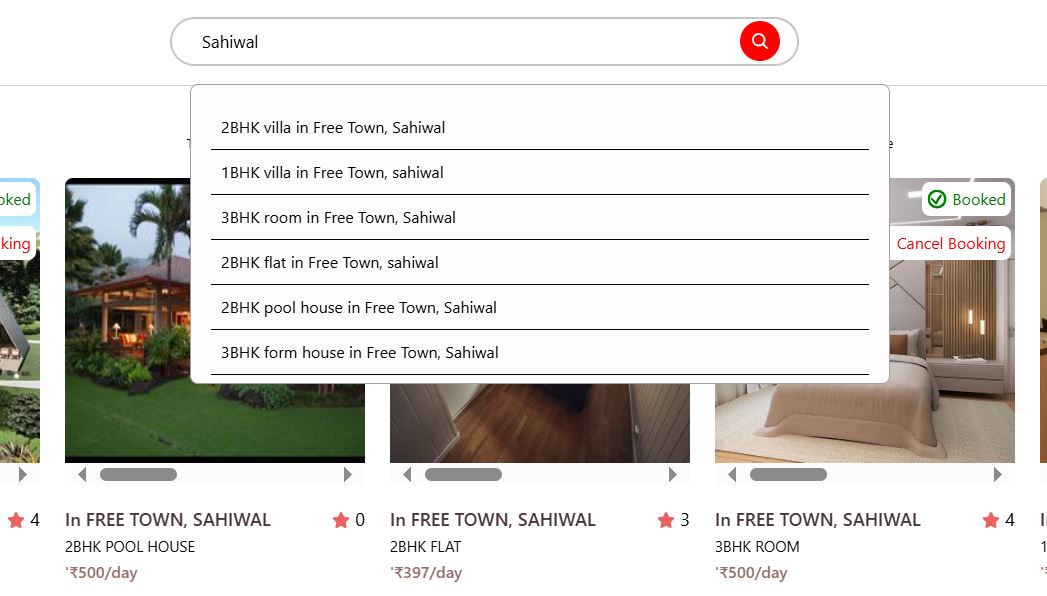 Sahiwal
2BHK villa in Free Town, Sahiwal
1BHK villa in Free Town, sahiwal
3BHK room in Free Town, Sahiwal
2BHK flat in Free Town, sahiwal
2BHK pool house in Free Town, Sahiwal
3BHK form house in Free Town, Sahiwal
Booked
Cancel Booking
4
In FREE TOWN, SAHIWAL 0
2BHK POOL HOUSE
'₹500/day
In FREE TOWN, SAHIWAL 3
2BHK FLAT
'₹397/day
In FREE TOWN, SAHIWAL 4
3BHK ROOM
'₹500/day